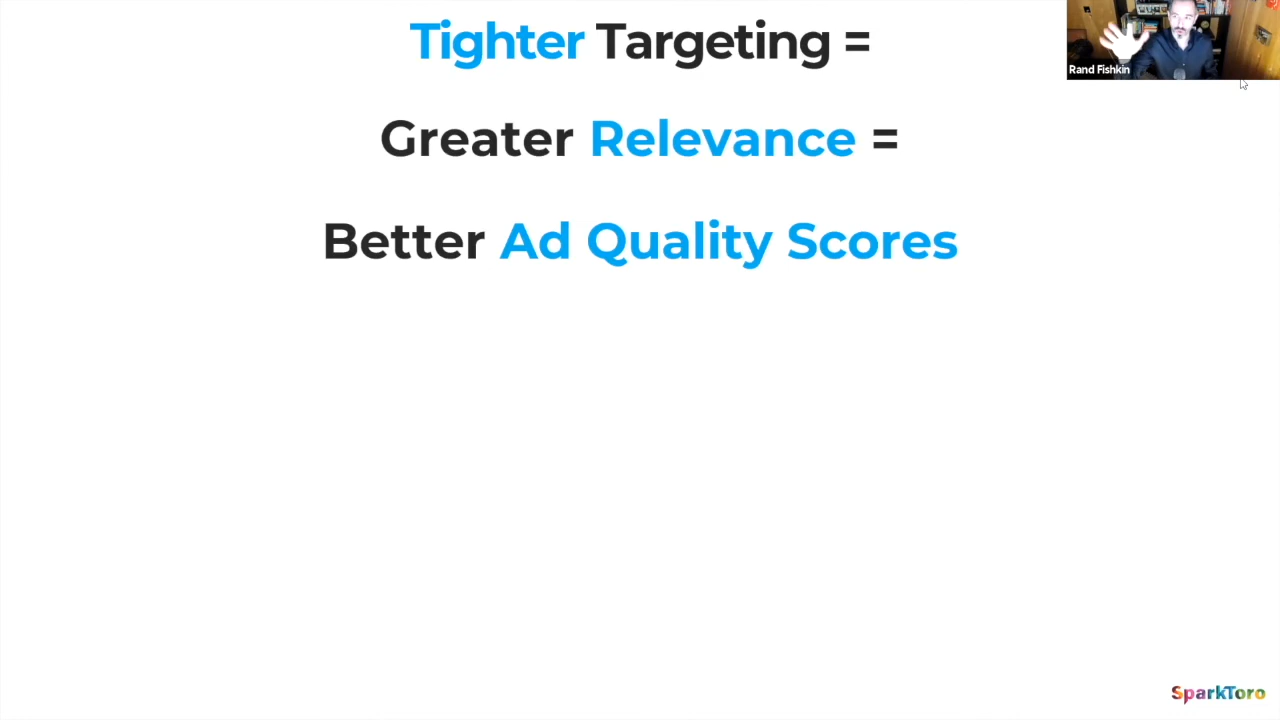 Tighter Targeting =
Rand Fishkin
Greater Relevance =
Better Ad Quality Scores
SparkToro